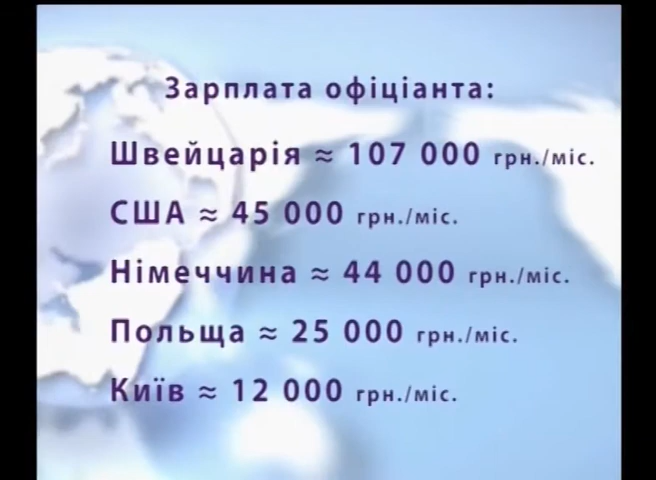 Зарплата офіціанта:
Швейцарія ≈ 107 000 грн./міс.
США ≈ 45 000 грн./міс.
Німеччина ≈ 44 000 грн./міс.
Польща ≈ 25 000 грн./міс.
Київ ≈ 12 000 грн./міс.